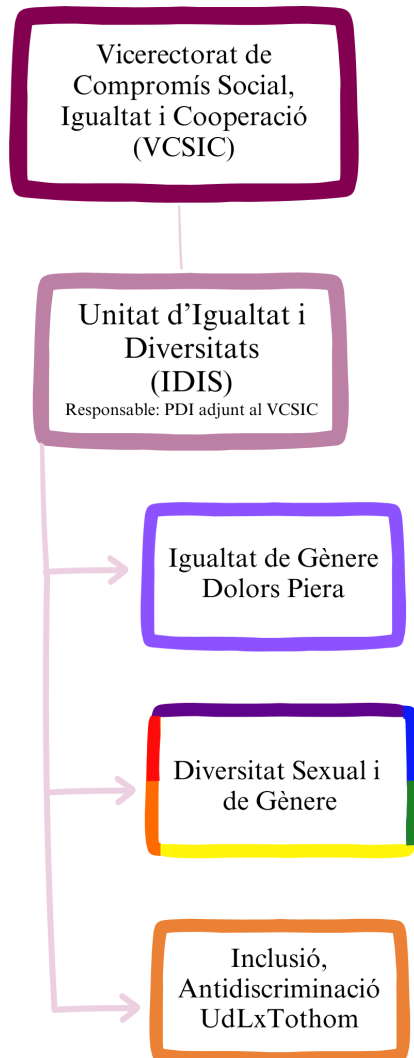 Vicerectorat de
Compromís Social,
Igualtat i Cooperació
(VCSIC)
Unitat d’Igualtat i
Diversitats
(IDIS)
Responsable: PDI adjunt al VCSIC
Igualtat de Gènere
Dolors Piera
Diversitat Sexual i
de Gènere
Inclusió,
Antidiscriminació
UdLxTothom